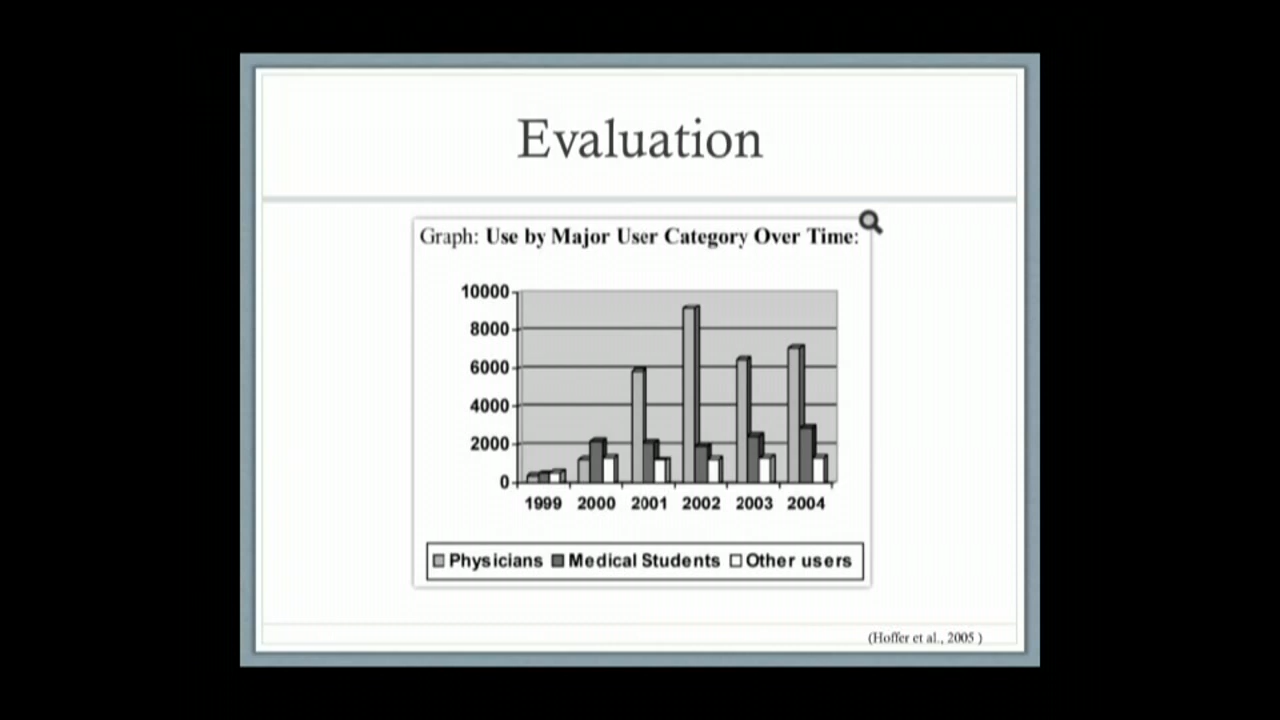 Evaluation
Graph: Use by Major User Category Over Time:
10000
8000
6000
4000
2000
0
1999 2000 2001 2002 2003 2004
Physicians Medical Students Other users
(Hoffer et al., 2005 )